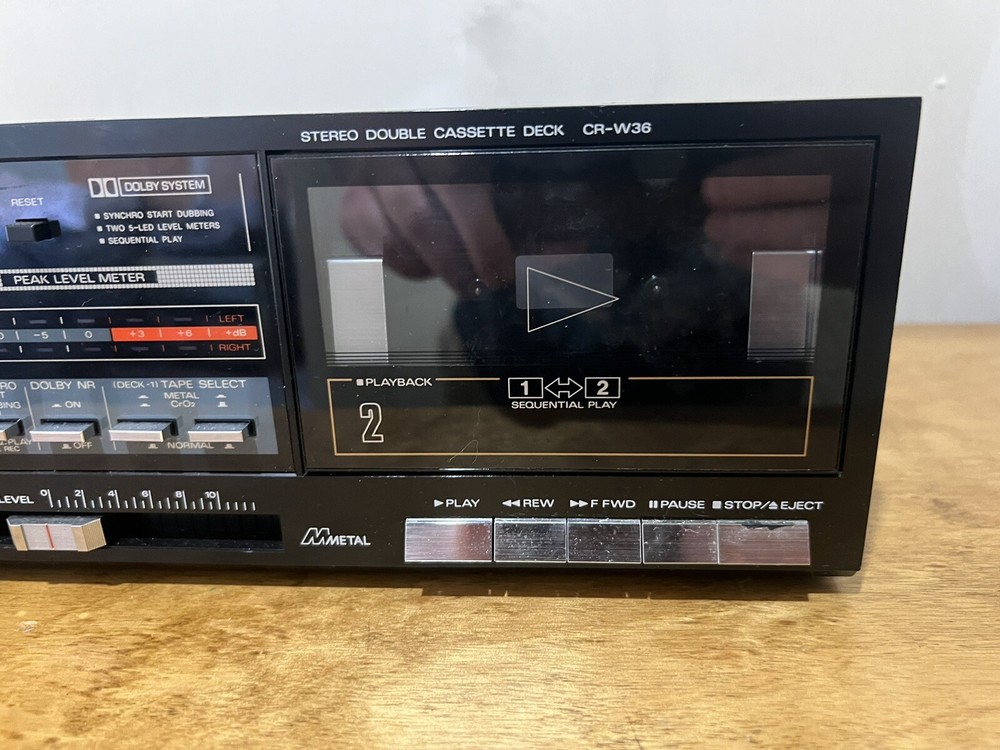 STEREO DOUBLE CASSETTE DECK CR-W36
RESET
DOLBY SYSTEM
■ SYNCHRO START DUBBING
■ TWO 5-LED LEVEL METERS
■ SEQUENTIAL PLAY
PEAK LEVEL METER
LEFT
-5 0 +3 +6 +dB
RIGHT
DOLBY NR
ON
OFF
(DECK-1) TAPE SELECT
METAL
CrO₂
NORMAL
PLAY
REC
■ PLAYBACK
2
1 ⇔ 2
SEQUENTIAL PLAY
LEVEL 0 2 4 6 8 10
METAL
▶ PLAY ◀◀ REW ▶▶ F FWD ▮▮ PAUSE ■ STOP/⏏ EJECT